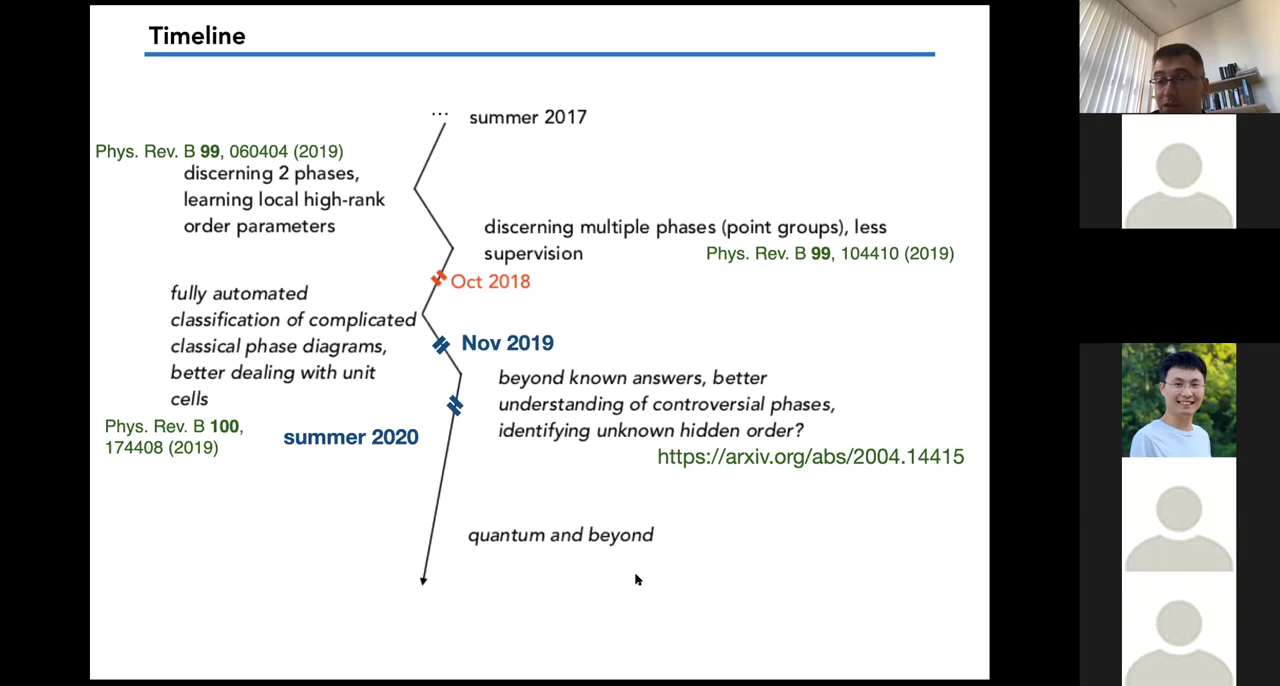 Timeline
... summer 2017
Phys. Rev. B 99, 060404 (2019)
discerning 2 phases,
learning local high-rank
order parameters
discerning multiple phases (point groups), less
supervision
Phys. Rev. B 99, 104410 (2019)
Oct 2018
fully automated
classification of complicated
classical phase diagrams,
better dealing with unit
cells
Phys. Rev. B 100,
174408 (2019)
Nov 2019
beyond known answers, better
understanding of controversial phases,
identifying unknown hidden order?
https://arxiv.org/abs/2004.14415
summer 2020
quantum and beyond